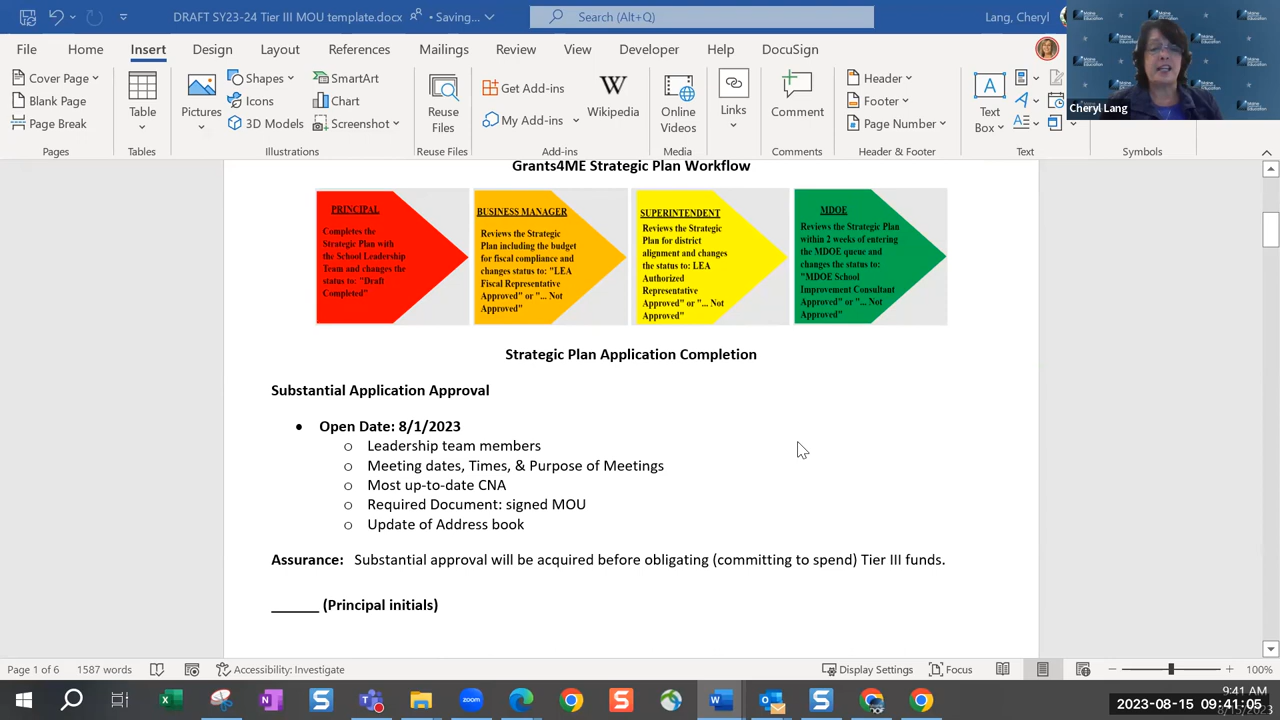 DRAFT SY23-24 Tier III MOU template.docx
Saving...
Search (Alt+Q)
Lang, Cheryl
File Home Insert Design Layout References Mailings Review View Developer Help DocuSign
Cover Page
Blank Page
Page Break
Pages
Table
Tables
Pictures
Shapes
Icons
3D Models
SmartArt
Chart
Screenshot
Illustrations
Reuse
Files
Reuse Files
Get Add-ins
My Add-ins
Wikipedia
Add-ins
Online
Videos
Media
Links
Comment
Comments
Header
Footer
Page Number
Header & Footer
Text
Box
Text
Symbols
Cheryl Lang
Grants4ME Strategic Plan Workflow
PRINCIPAL
Completes the
Strategic Plan with
the School Leadership
Team and changes the
status to: "Draft
Completed"
BUSINESS MANAGER
Reviews the Strategic
Plan including the budget
for fiscal compliance and
changes status to: "LEA
Fiscal Representative
Approved" or "... Not
Approved"
SUPERINTENDENT
Reviews the Strategic
Plan for district
alignment and changes
the status to: LEA
Authorized
Representative
Approved" or "... Not
Approved"
MDOE
Reviews the Strategic Plan
within 2 weeks of entering
the MDOE queue and
changes the status to:
"MDOE School
Improvement Consultant
Approved" or "... Not
Approved"
Strategic Plan Application Completion
Substantial Application Approval
• Open Date: 8/1/2023
o Leadership team members
o Meeting dates, Times, & Purpose of Meetings
o Most up-to-date CNA
o Required Document: signed MOU
o Update of Address book
Assurance: Substantial approval will be acquired before obligating (committing to spend) Tier III funds.
______ (Principal initials)
Page 1 of 6 1587 words Accessibility: Investigate Display Settings Focus 100%
9:41 AM
2023-08-15 09:41:05